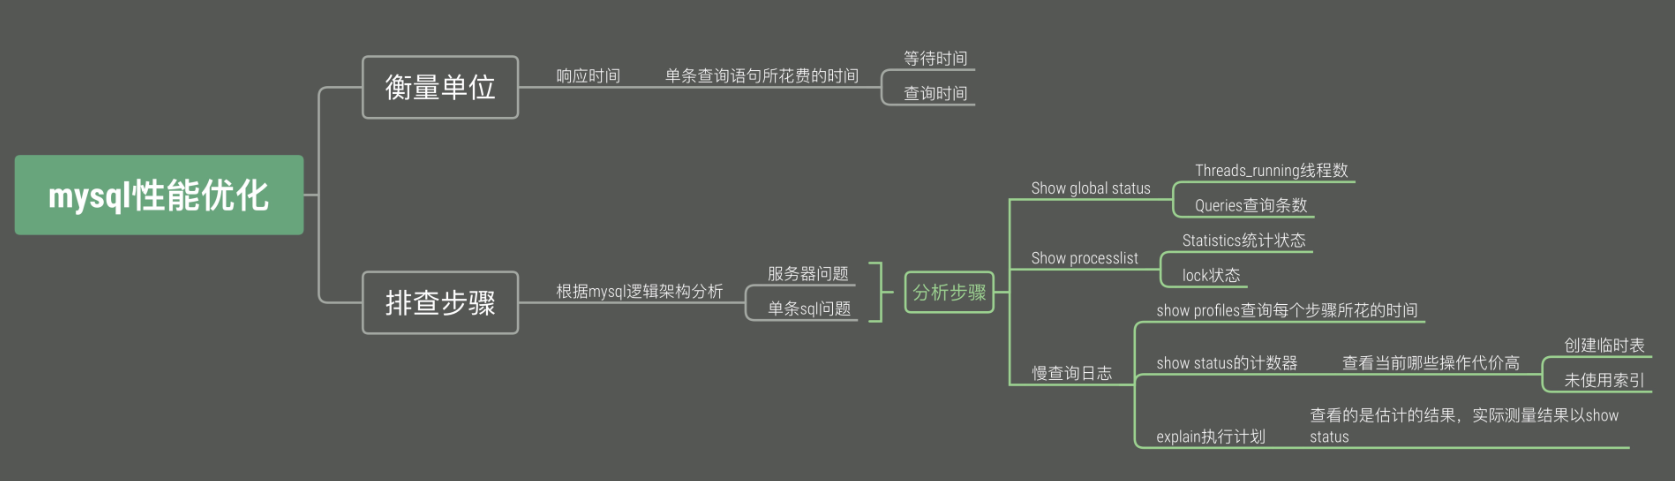 mysql性能优化
衡量单位
响应时间
单条查询语句所花费的时间
等待时间
查询时间
排查步骤
根据mysql逻辑架构分析
服务器问题
单条sql问题
分析步骤
Show global status
Threads_running线程数
Queries查询条数
Show processlist
Statistics统计状态
lock状态
慢查询日志
show profiles查询每个步骤所花的时间
show status的计数器
查看当前哪些操作代价高
创建临时表
未使用索引
explain执行计划
查看的是估计的结果，实际测量结果以show
status